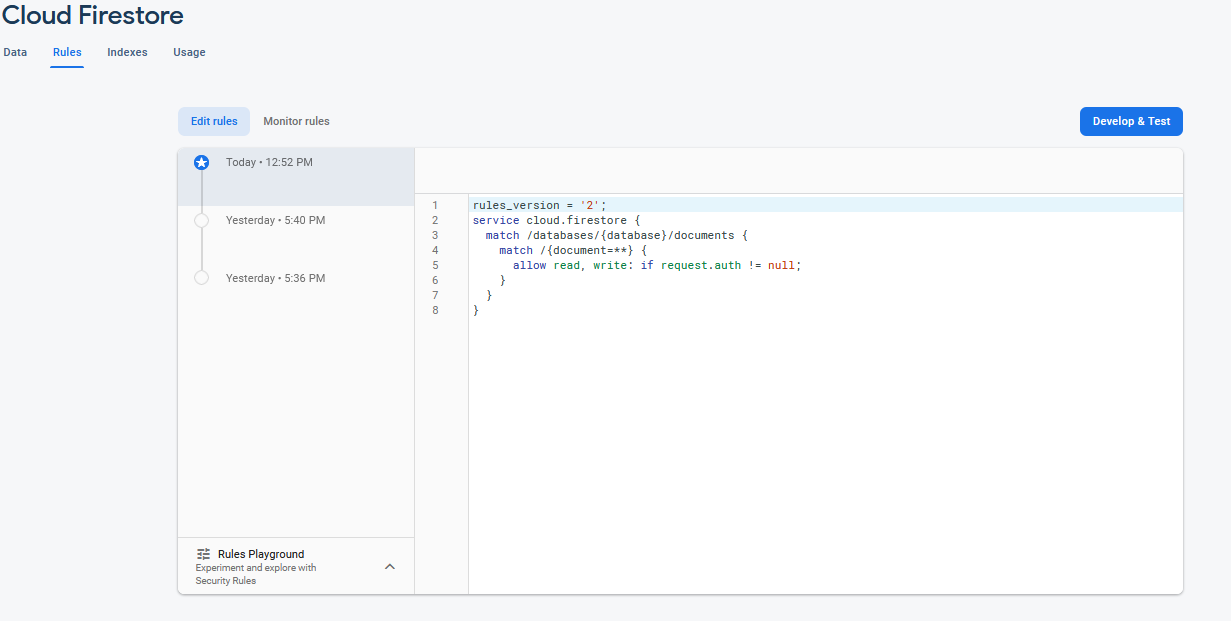 Cloud Firestore
Data Rules Indexes Usage
Edit rules Monitor rules Develop & Test
Today • 12:52 PM
Yesterday • 5:40 PM
Yesterday • 5:36 PM
1 rules_version = '2';
2 service cloud.firestore {
3   match /databases/{database}/documents {
4     match /{document=**} {
5       allow read, write: if request.auth != null;
6     }
7   }
8 }
Rules Playground
Experiment and explore with
Security Rules